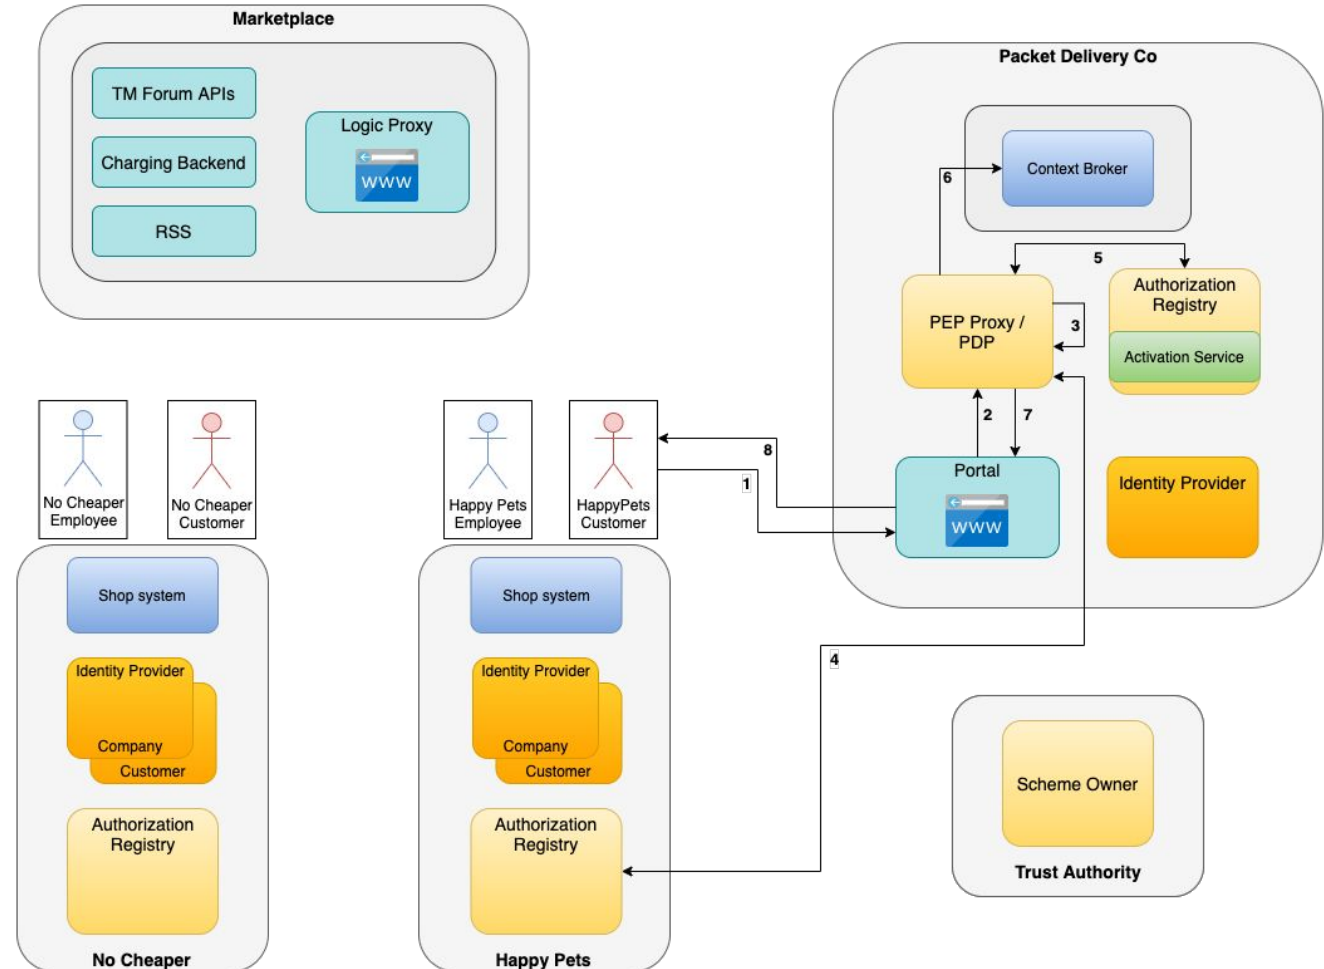 Marketplace
TM Forum APIs
Charging Backend
RSS
Logic Proxy
WWW
Packet Delivery Co
Context Broker
6
5
PEP Proxy /
PDP
3
Authorization
Registry
Activation Service
2
7
Portal
WWW
Identity Provider
8
1
4
No Cheaper
Employee
No Cheaper
Customer
Happy Pets
Employee
HappyPets
Customer
Shop system
Identity Provider
Company
Customer
Authorization
Registry
No Cheaper
Shop system
Identity Provider
Company
Customer
Authorization
Registry
Happy Pets
Scheme Owner
Trust Authority